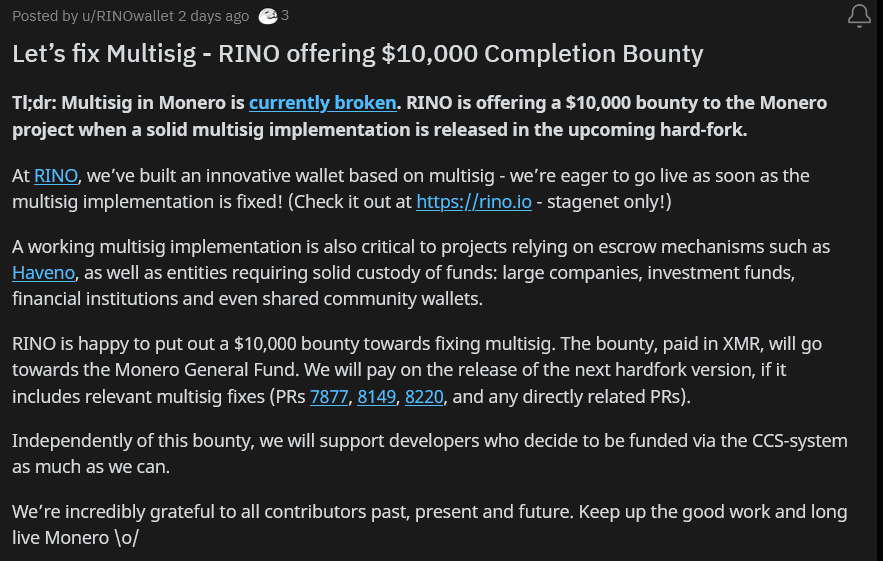 Posted by u/RINOwallet 2 days ago 3
Let’s fix Multisig - RINO offering $10,000 Completion Bounty
Tl;dr: Multisig in Monero is currently broken. RINO is offering a $10,000 bounty to the Monero
project when a solid multisig implementation is released in the upcoming hard-fork.
At RINO, we’ve built an innovative wallet based on multisig - we’re eager to go live as soon as the
multisig implementation is fixed! (Check it out at https://rino.io - stagenet only!)
A working multisig implementation is also critical to projects relying on escrow mechanisms such as
Haveno, as well as entities requiring solid custody of funds: large companies, investment funds,
financial institutions and even shared community wallets.
RINO is happy to put out a $10,000 bounty towards fixing multisig. The bounty, paid in XMR, will go
towards the Monero General Fund. We will pay on the release of the next hardfork version, if it
includes relevant multisig fixes (PRs 7877, 8149, 8220, and any directly related PRs).
Independently of this bounty, we will support developers who decide to be funded via the CCS-system
as much as we can.
We’re incredibly grateful to all contributors past, present and future. Keep up the good work and long
live Monero \o/